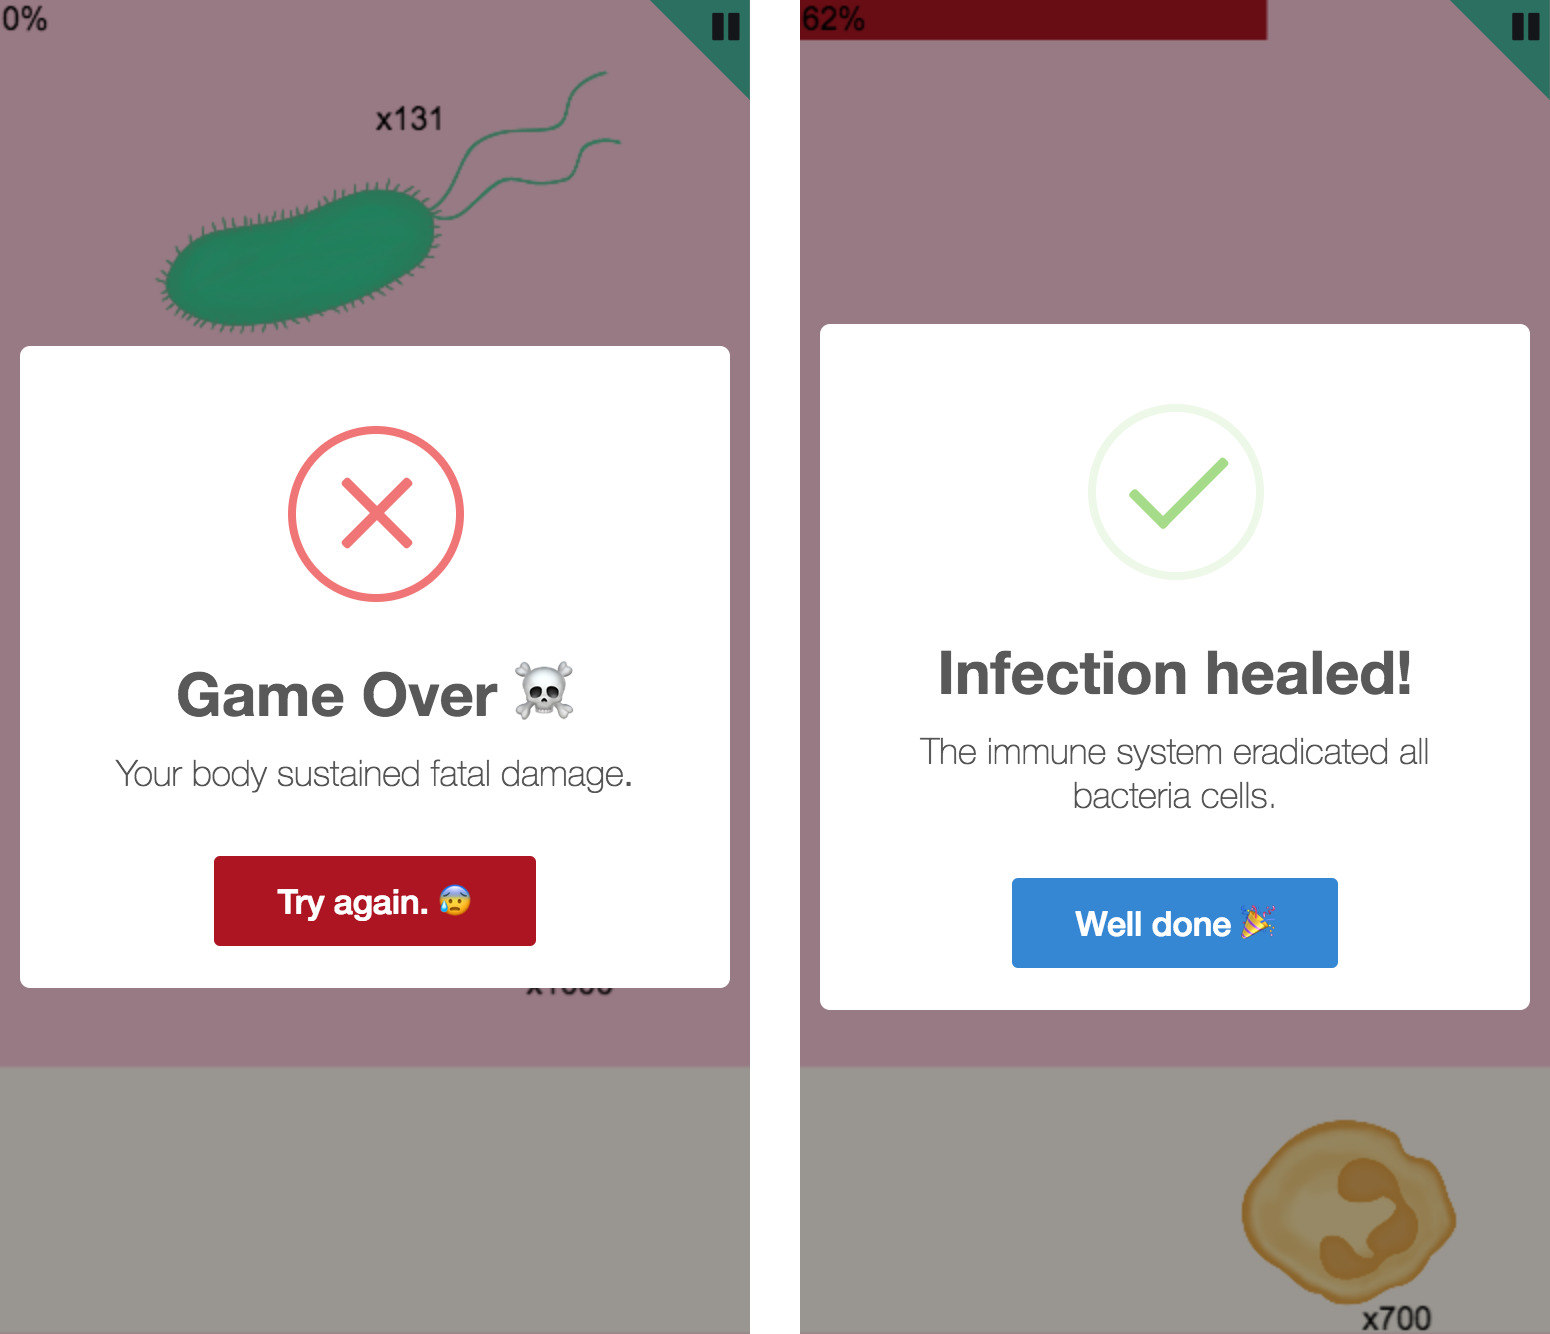 0%
x131
Game Over ☠️
Your body sustained fatal damage.
Try again. 😰
62%
Infection healed!
The immune system eradicated all
bacteria cells.
Well done 🎉
x700